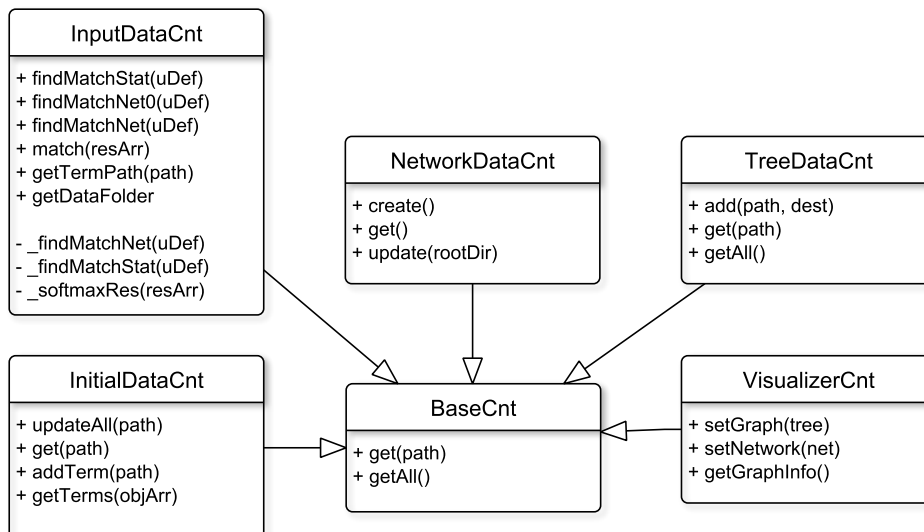 InputDataCnt
+ findMatchStat(uDef)
+ findMatchNet0(uDef)
+ findMatchNet(uDef)
+ match(resArr)
+ getTermPath(path)
+ getDataFolder
- _findMatchNet(uDef)
- _findMatchStat(uDef)
- _softmaxRes(resArr)
NetworkDataCnt
+ create()
+ get()
+ update(rootDir)
TreeDataCnt
+ add(path, dest)
+ get(path)
+ getAll()
InitialDataCnt
+ updateAll(path)
+ get(path)
+ addTerm(path)
+ getTerms(objArr)
BaseCnt
+ get(path)
+ getAll()
VisualizerCnt
+ setGraph(tree)
+ setNetwork(net)
+ getGraphInfo()